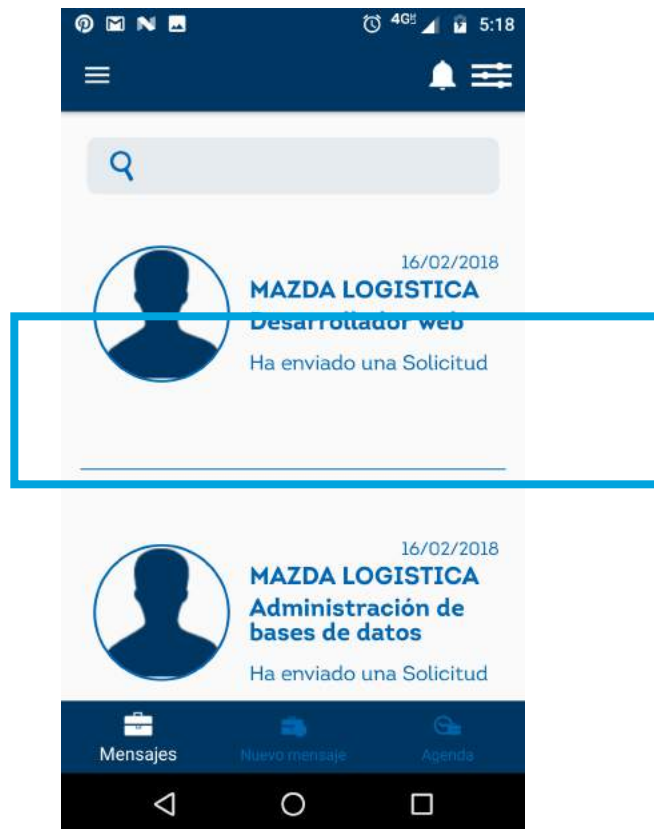 4G 5:18
16/02/2018
MAZDA LOGISTICA
Desarrollador web
Ha enviado una Solicitud
16/02/2018
MAZDA LOGISTICA
Administración de
bases de datos
Ha enviado una Solicitud
Mensajes Nuevo mensaje Agenda